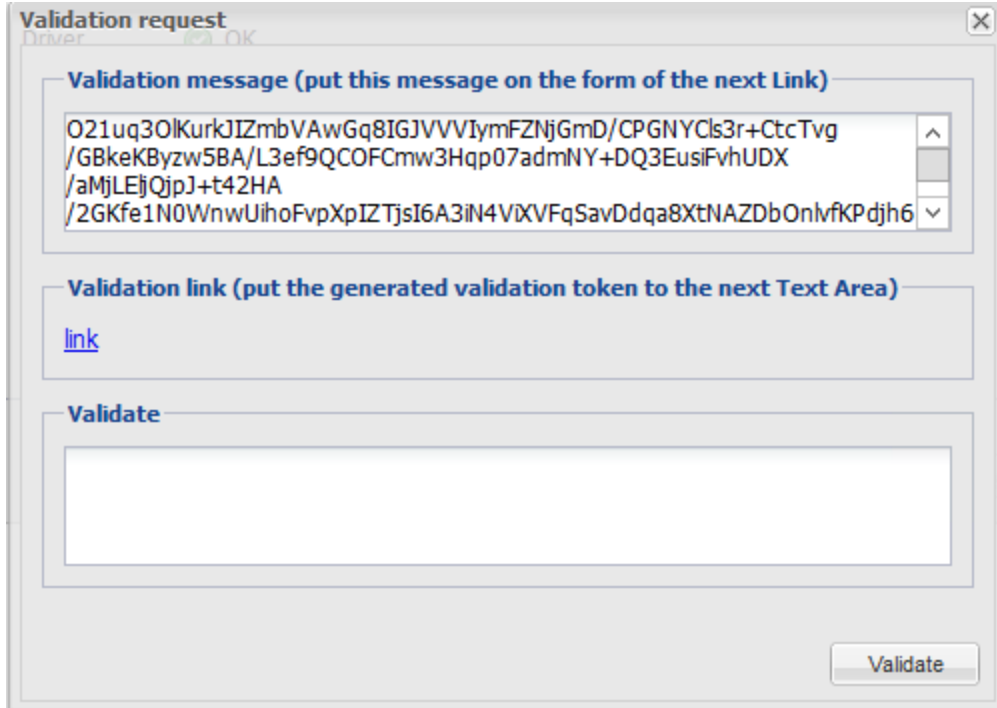 Validation request
Driver OK
Validation message (put this message on the form of the next Link)
O21uq3OlKurkJIZmbVAwGq8IGJVVVIymFZNjGmD/CPGNYCls3r+CtcTvg
/GBkeKByzw5BA/L3ef9QCOFCmw3Hqp07admNY+DQ3EusiFvhUDX
/aMjLEljQjpJ+t42HA
/2GKfe1N0WnwUihoFvpXpIZTjsI6A3iN4ViXVFqSavDdqa8XtNAZDbOnlvfKPdjh6
Validation link (put the generated validation token to the next Text Area)
link
Validate
Validate